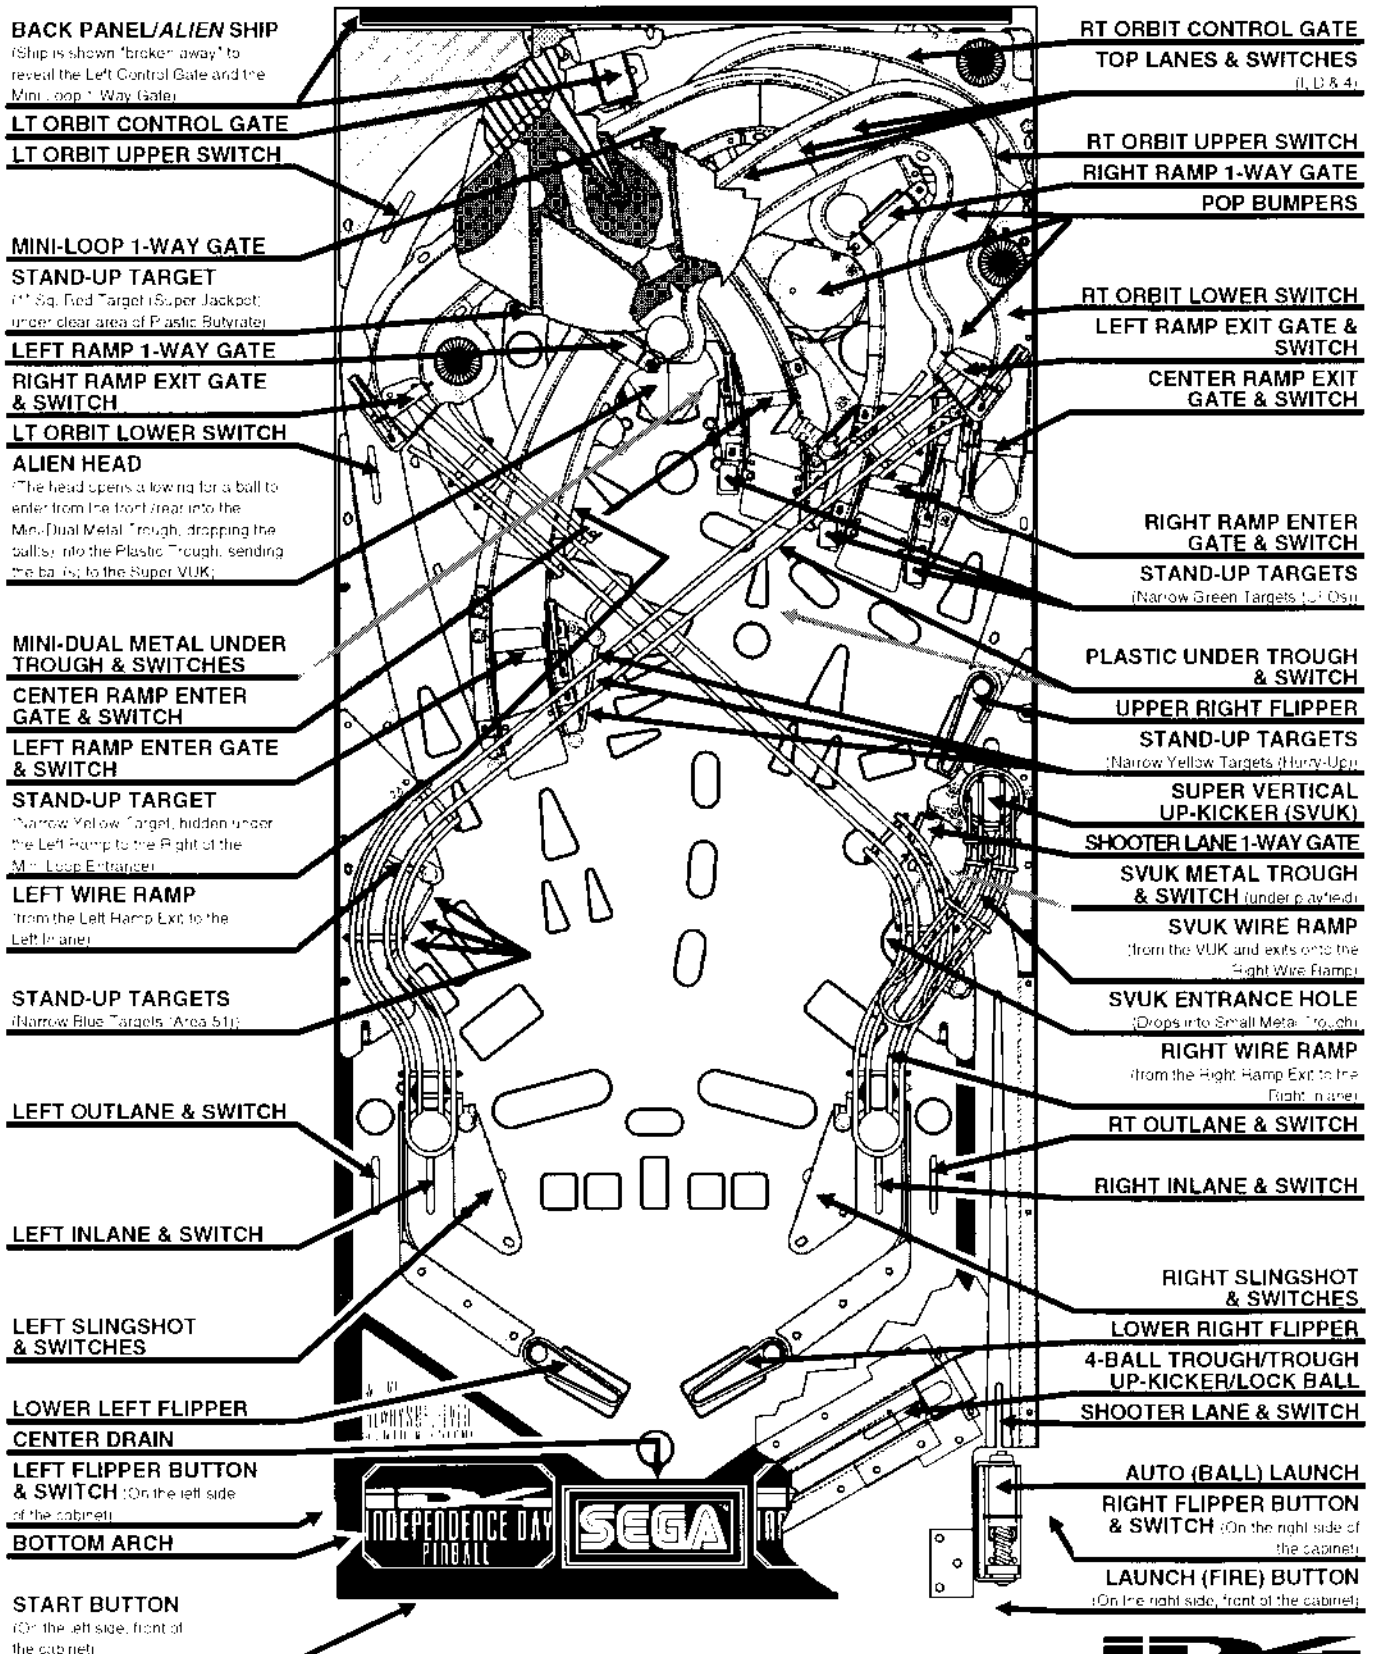 BACK PANEL/ALIEN SHIP
(Ship is shown "broken away" to
reveal the Left Control Gate and the
Mini Loop 1-Way Gate)
LT ORBIT CONTROL GATE
LT ORBIT UPPER SWITCH
MINI-LOOP 1-WAY GATE
STAND-UP TARGET
(1" Sq. Red Target (Super Jackpot)
under clear area of Plastic Butyrate)
LEFT RAMP 1-WAY GATE
RIGHT RAMP EXIT GATE
& SWITCH
LT ORBIT LOWER SWITCH
ALIEN HEAD
(The head opens allowing for a ball to
enter from the front/rear into the
Mini-Dual Metal Trough, dropping the
ball(s) into the Plastic Trough, sending
the ball(s) to the Super VUK)
MINI-DUAL METAL UNDER
TROUGH & SWITCHES
CENTER RAMP ENTER
GATE & SWITCH
LEFT RAMP ENTER GATE
& SWITCH
STAND-UP TARGET
(Narrow Yellow Target, hidden under
the Left Ramp to the Right of the
Mini Loop Entrance)
LEFT WIRE RAMP
(from the Left Ramp Exit to the
Left Inlane)
STAND-UP TARGETS
(Narrow Blue Targets (Area 51))
LEFT OUTLANE & SWITCH
LEFT INLANE & SWITCH
LEFT SLINGSHOT
& SWITCHES
LOWER LEFT FLIPPER
CENTER DRAIN
LEFT FLIPPER BUTTON
& SWITCH (On the left side
of the cabinet)
BOTTOM ARCH
START BUTTON
(On the left side, front of
the cabinet)
RT ORBIT CONTROL GATE
TOP LANES & SWITCHES
(I, D & 4)
RT ORBIT UPPER SWITCH
RIGHT RAMP 1-WAY GATE
POP BUMPERS
RT ORBIT LOWER SWITCH
LEFT RAMP EXIT GATE &
SWITCH
CENTER RAMP EXIT
GATE & SWITCH
RIGHT RAMP ENTER
GATE & SWITCH
STAND-UP TARGETS
(Narrow Green Targets (UFOs))
PLASTIC UNDER TROUGH
& SWITCH
UPPER RIGHT FLIPPER
STAND-UP TARGETS
(Narrow Yellow Targets (Hurry-Up))
SUPER VERTICAL
UP-KICKER (SVUK)
SHOOTER LANE 1-WAY GATE
SVUK METAL TROUGH
& SWITCH (under playfield)
SVUK WIRE RAMP
(from the VUK and exits onto the
Right Wire Ramp)
SVUK ENTRANCE HOLE
(Drops into Small Metal Trough)
RIGHT WIRE RAMP
(from the Right Ramp Exit to the
Right Inlane)
RT OUTLANE & SWITCH
RIGHT INLANE & SWITCH
RIGHT SLINGSHOT
& SWITCHES
LOWER RIGHT FLIPPER
4-BALL TROUGH/TROUGH
UP-KICKER/LOCK BALL
SHOOTER LANE & SWITCH
AUTO (BALL) LAUNCH
RIGHT FLIPPER BUTTON
& SWITCH (On the right side of
the cabinet)
LAUNCH (FIRE) BUTTON
(On the right side, front of the cabinet)
INDEPENDENCE DAY
PINBALL
SEGA